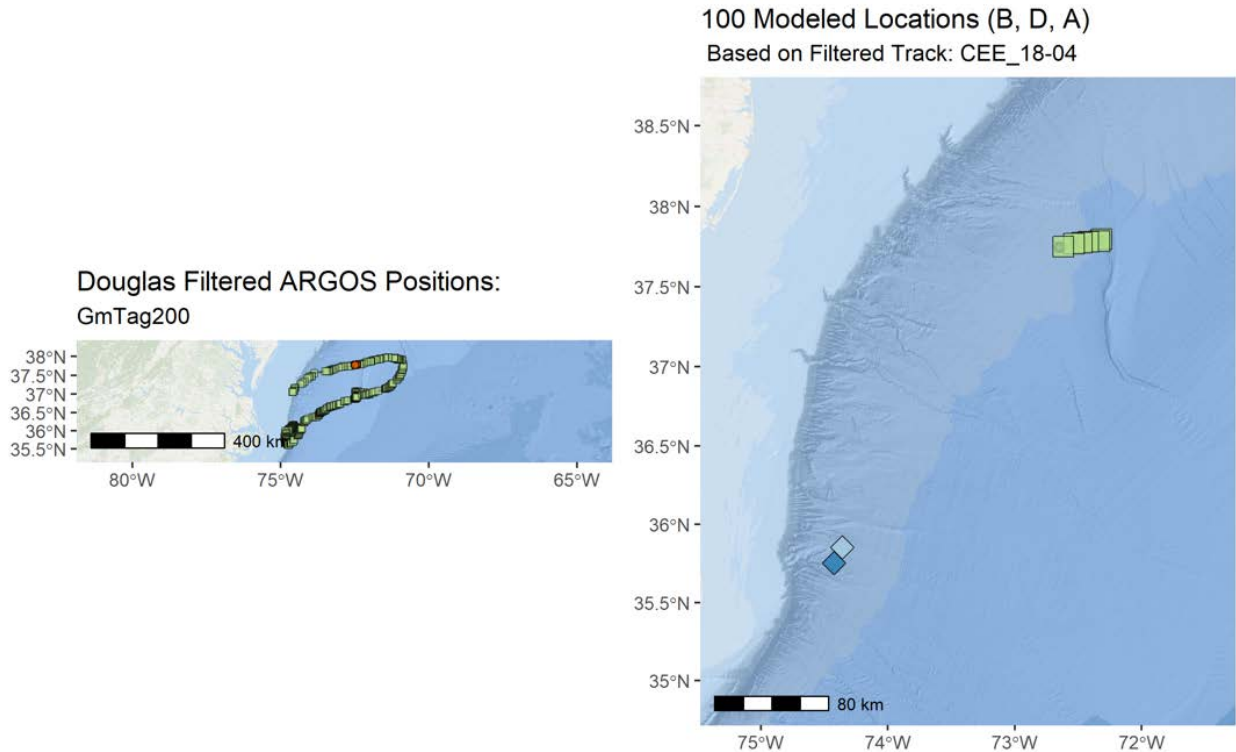 Douglas Filtered ARGOS Positions:
GmTag200
38°N
37.5°N
37°N
36.5°N
36°N
35.5°N
400 km
80°W
75°W
70°W
65°W
100 Modeled Locations (B, D, A)
Based on Filtered Track: CEE_18-04
38.5°N
38°N
37.5°N
37°N
36.5°N
36°N
35.5°N
35°N
80 km
75°W
74°W
73°W
72°W